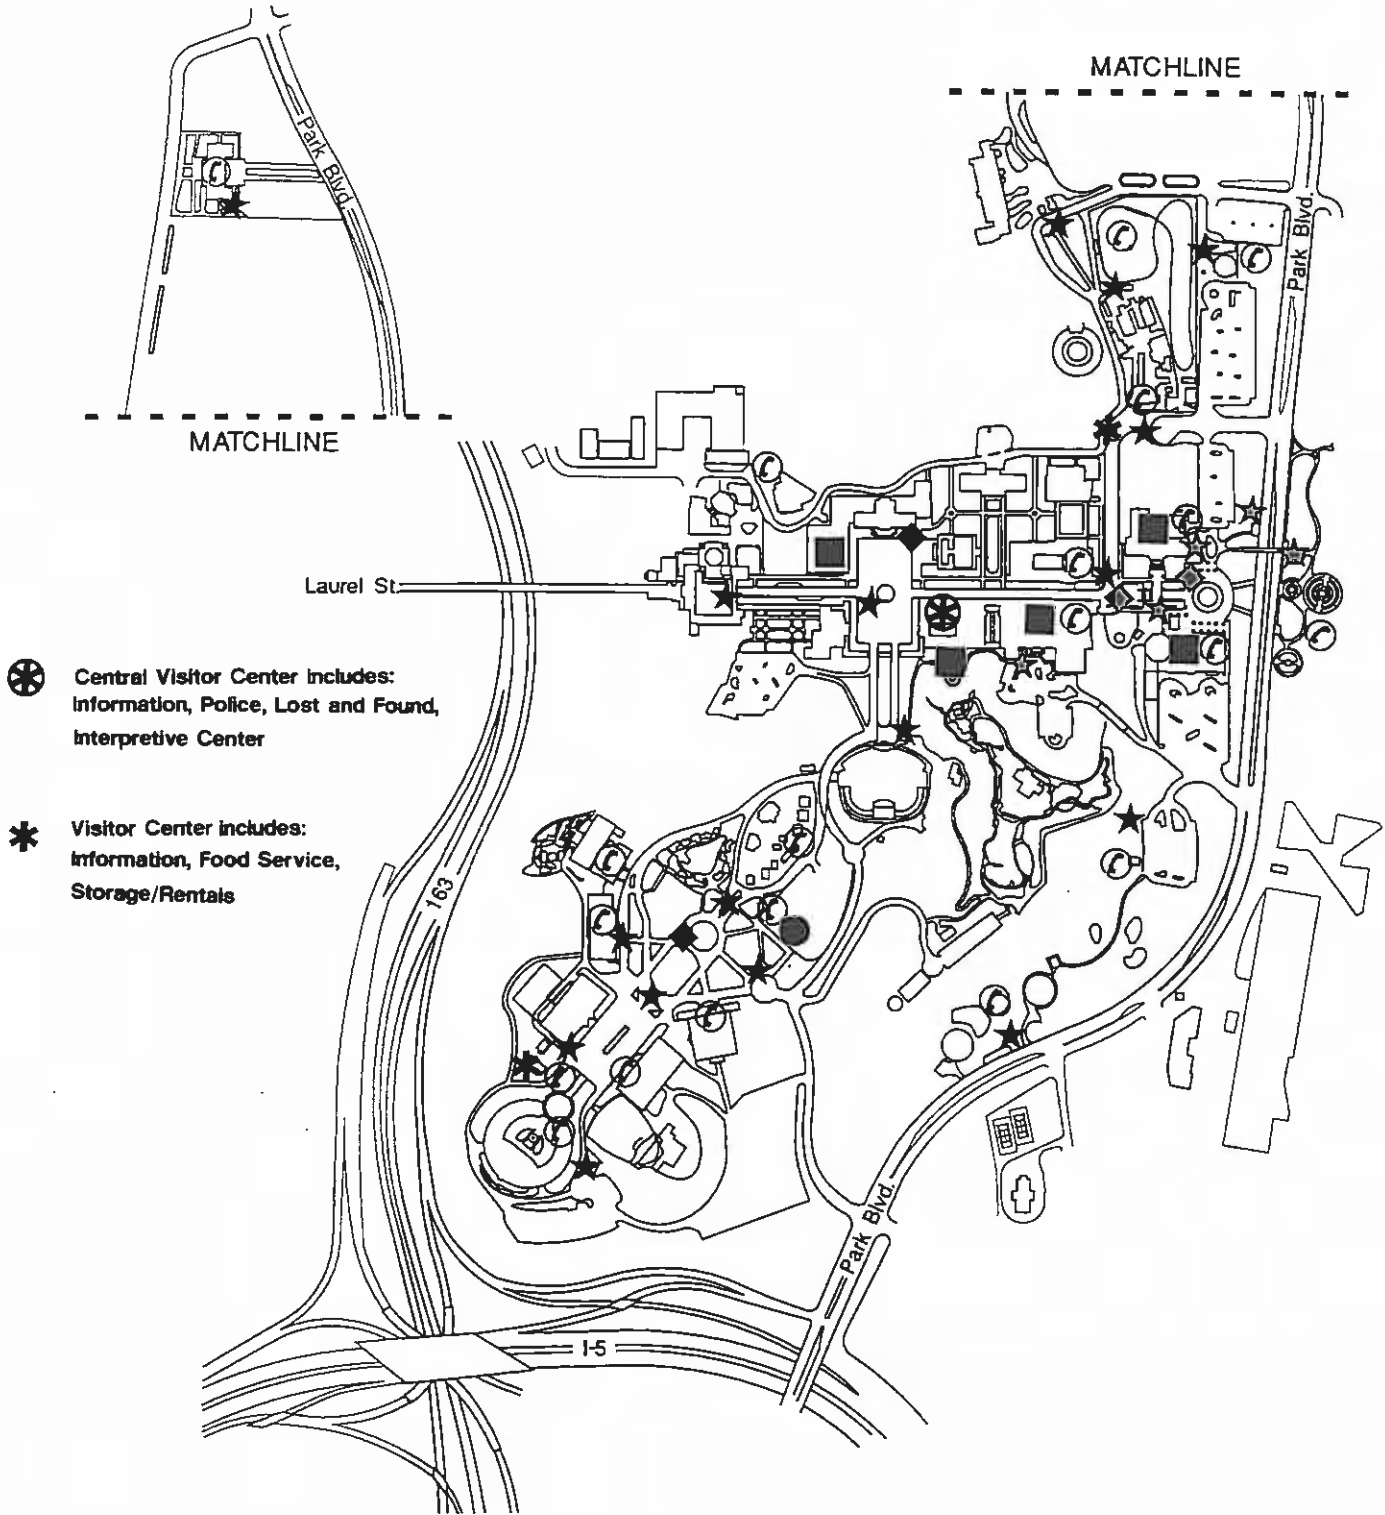 MATCHLINE
Park Blvd.
Park Blvd.
MATCHLINE
Laurel St.
Central Visitor Center includes:
Information, Police, Lost and Found,
Interpretive Center
Visitor Center includes:
Information, Food Service,
Storage/Rentals
163
Park Blvd.
I-5